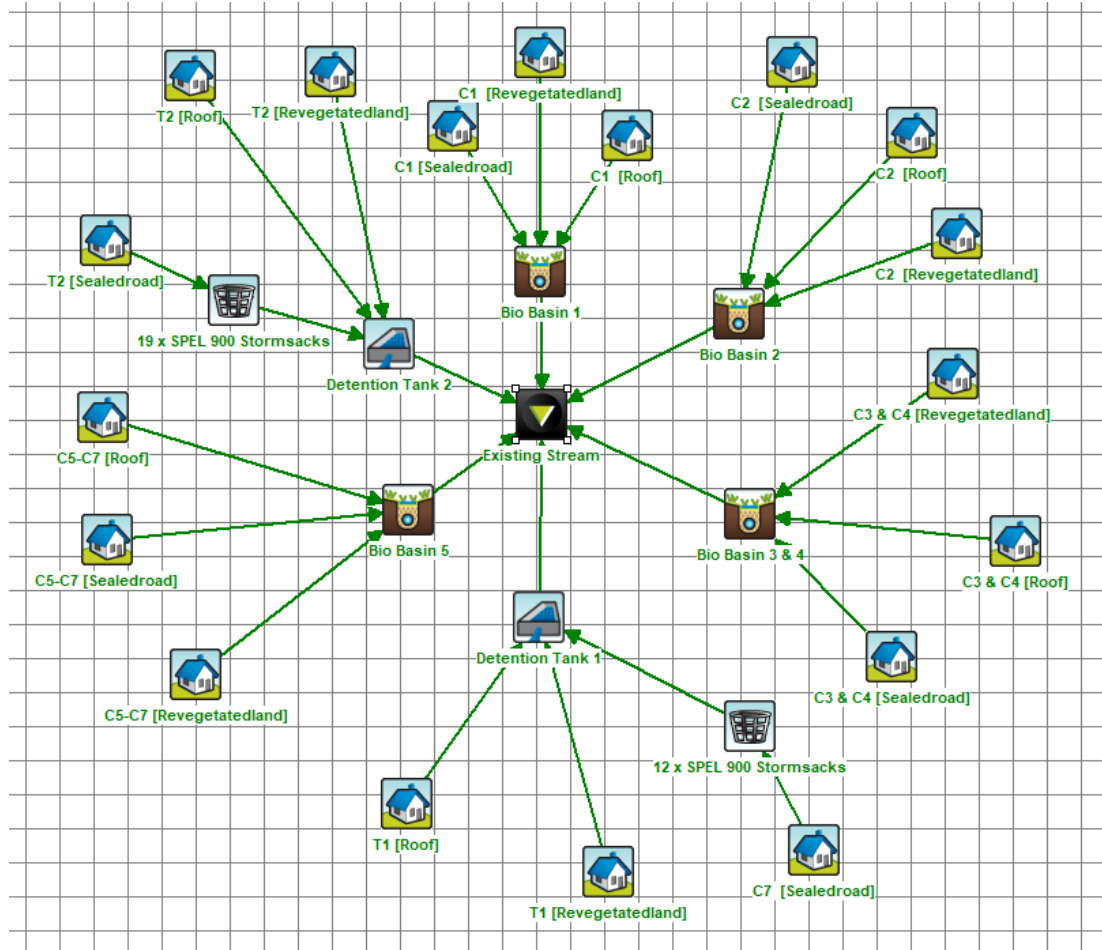 C1 [Revegetatedland]
C2 [Sealedroad]
T2 [Roof]
T2 [Revegetatedland]
C1 [Sealedroad]
C1 [Roof]
C2 [Roof]
T2 [Sealedroad]
C2 [Revegetatedland]
19 x SPEL 900 Stormsacks
Bio Basin 1
Bio Basin 2
Detention Tank 2
C3 & C4 [Revegetatedland]
C5-C7 [Roof]
Existing Stream
Bio Basin 5
Bio Basin 3 & 4
C5-C7 [Sealedroad]
C3 & C4 [Roof]
Detention Tank 1
C3 & C4 [Sealedroad]
C5-C7 [Revegetatedland]
12 x SPEL 900 Stormsacks
T1 [Roof]
C7 [Sealedroad]
T1 [Revegetatedland]